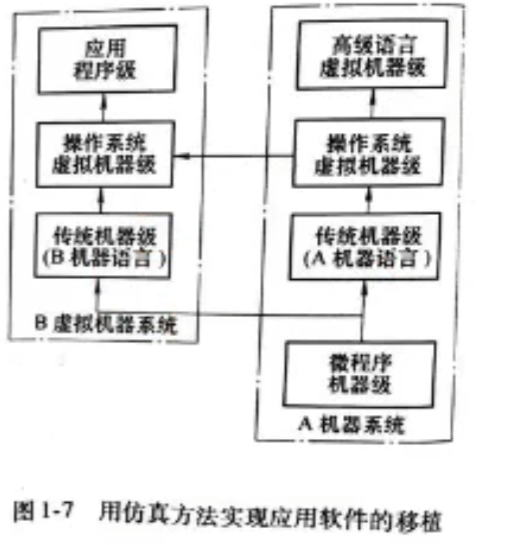 应用
程序级
操作系统
虚拟机器级
传统机器级
(B机器语言)
B虚拟机器系统
高级语言
虚拟机器级
操作系统
虚拟机器级
传统机器级
(A机器语言)
微程序
机器级
A机器系统
图1-7 用仿真方法实现应用软件的移植